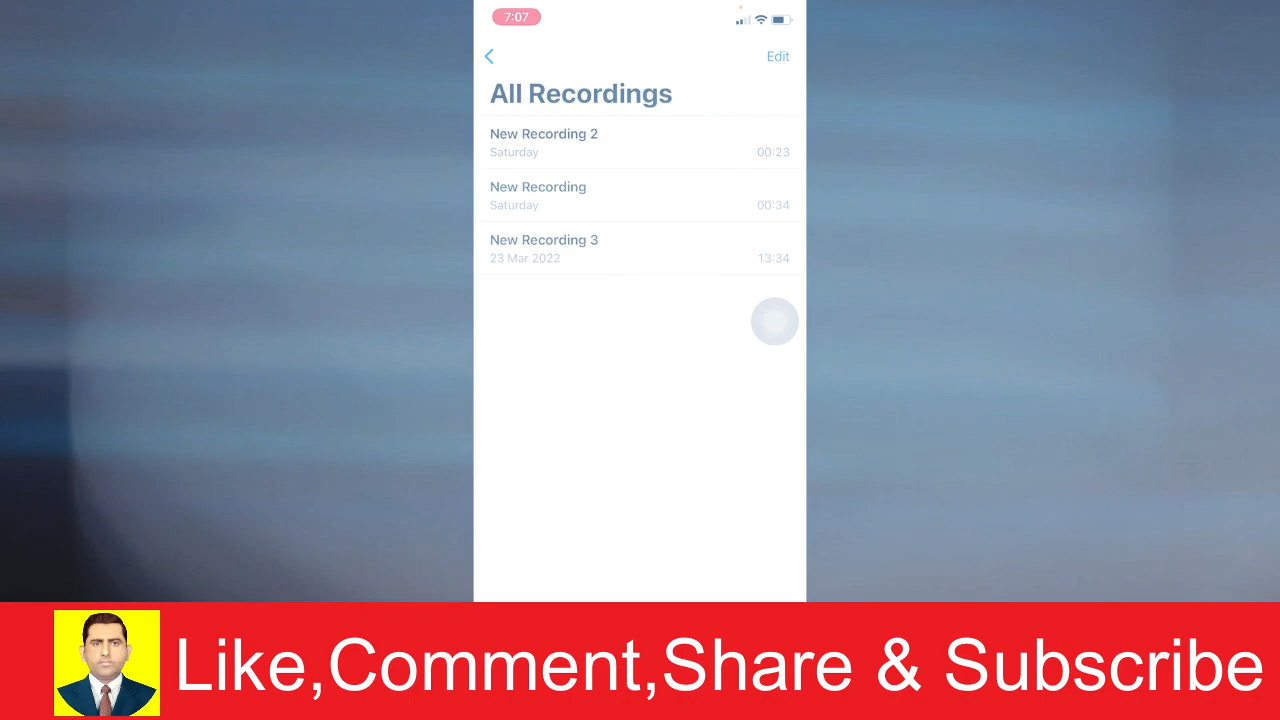 7:07
Edit
All Recordings
New Recording 2
Saturday
00:23
New Recording
Saturday
00:34
New Recording 3
23 Mar 2022
13:34
Like,Comment,Share & Subscribe